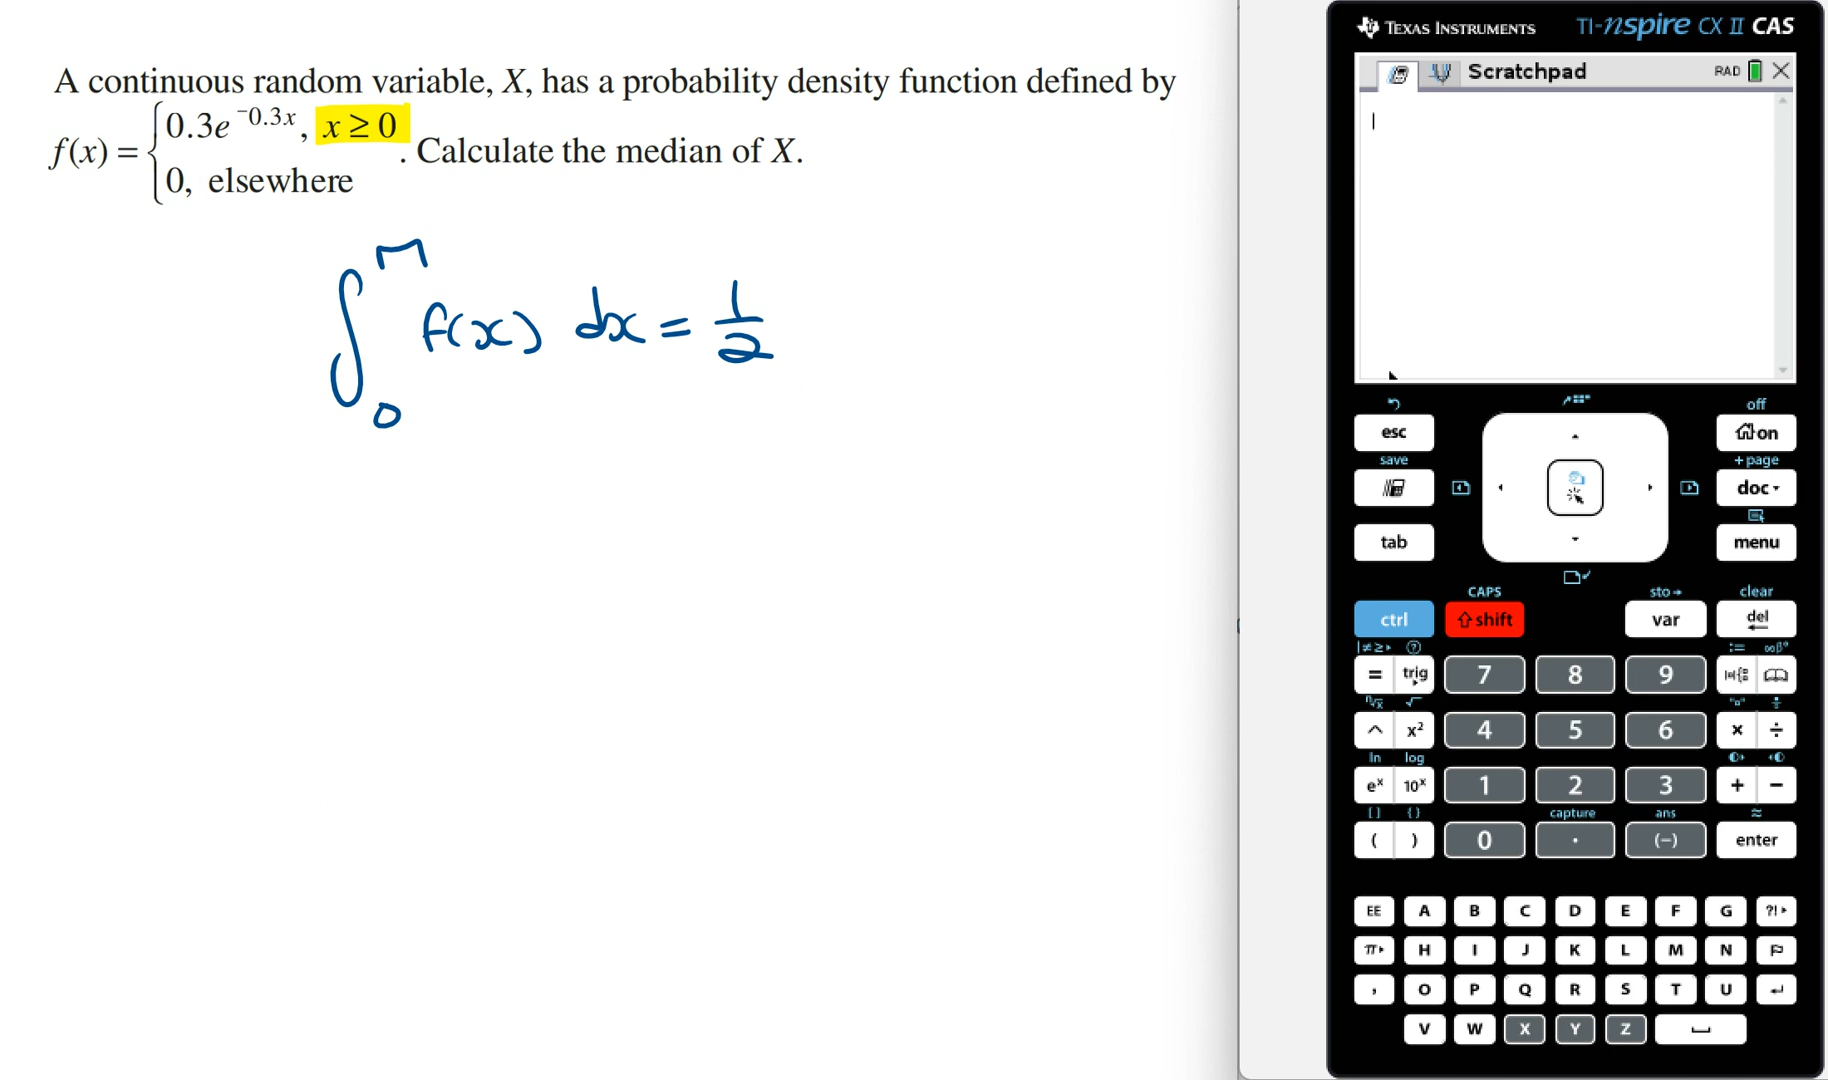 A continuous random variable, X, has a probability density function defined by
f(x) = {0.3e^{-0.3x}, x ≥ 0
0, elsewhere
. Calculate the median of X.
∫_0^M f(x) dx = 1/2
TEXAS INSTRUMENTS TI-nspire CX II CAS
Scratchpad RAD
off
esc on
save + page
doc
tab menu
CAPS sto→ clear
ctrl ⇧shift var del
|≠≥▸ ? := ∞β°
= trig 7 8 9
ⁿ√x √
^ x² 4 5 6 × ÷
ln log
eˣ 10ˣ 1 2 3 + −
[ ] { } capture ans ≈
( ) 0 . (−) enter
EE A B C D E F G ?!▸
π▸ H I J K L M N
, O P Q R S T U ↵
V W X Y Z